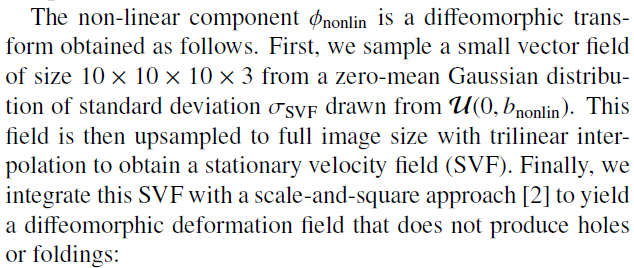 The non-linear component ϕnonlin is a diffeomorphic trans-
form obtained as follows. First, we sample a small vector field
of size 10 × 10 × 10 × 3 from a zero-mean Gaussian distribu-
tion of standard deviation σSVF drawn from 𝒰(0, bnonlin). This
field is then upsampled to full image size with trilinear inter-
polation to obtain a stationary velocity field (SVF). Finally, we
integrate this SVF with a scale-and-square approach [2] to yield
a diffeomorphic deformation field that does not produce holes
or foldings: